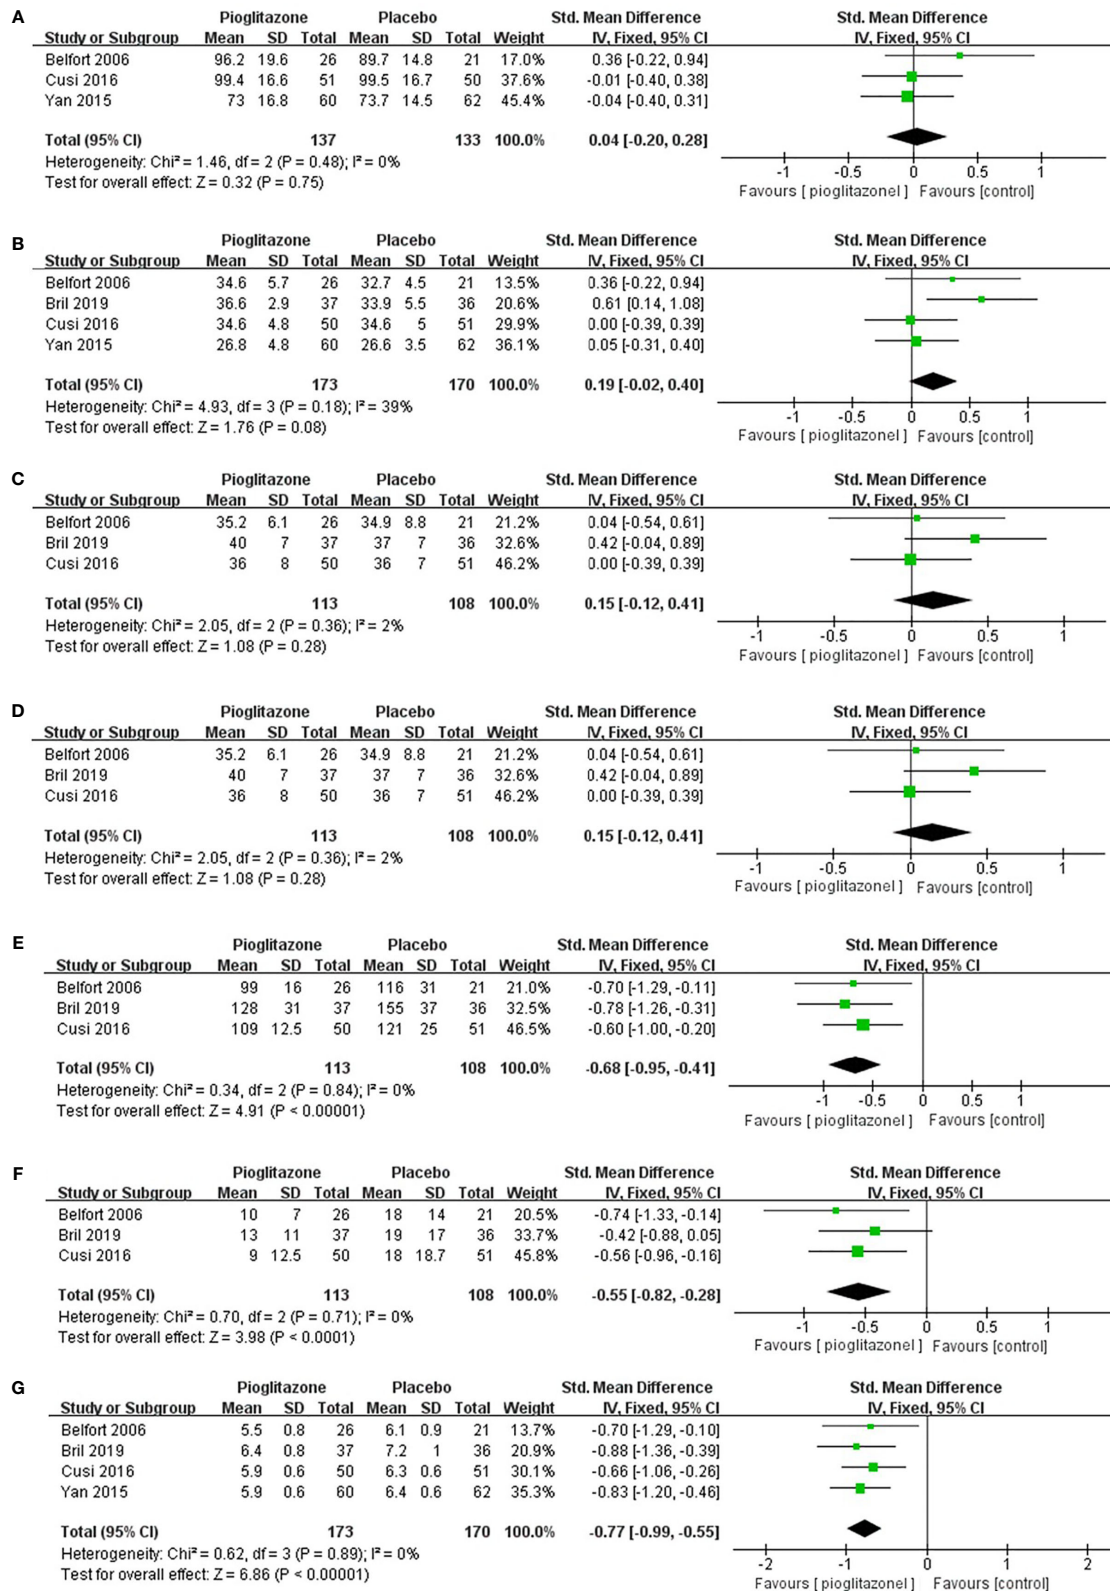 A
Pioglitazone Placebo Std. Mean Difference Std. Mean Difference
Study or Subgroup Mean SD Total Mean SD Total Weight IV, Fixed, 95% CI IV, Fixed, 95% CI
Belfort 2006 96.2 19.6 26 89.7 14.8 21 17.0% 0.36 [-0.22, 0.94]
Cusi 2016 99.4 16.6 51 99.5 16.7 50 37.6% -0.01 [-0.40, 0.38]
Yan 2015 73 16.8 60 73.7 14.5 62 45.4% -0.04 [-0.40, 0.31]
Total (95% CI) 137 133 100.0% 0.04 [-0.20, 0.28]
Heterogeneity: Chi² = 1.46, df = 2 (P = 0.48); I² = 0%
Test for overall effect: Z = 0.32 (P = 0.75)
-1 -0.5 0 0.5 1
Favours [ pioglitazonel ] Favours [control]
B
Pioglitazone Placebo Std. Mean Difference Std. Mean Difference
Study or Subgroup Mean SD Total Mean SD Total Weight IV, Fixed, 95% CI IV, Fixed, 95% CI
Belfort 2006 34.6 5.7 26 32.7 4.5 21 13.5% 0.36 [-0.22, 0.94]
Bril 2019 36.6 2.9 37 33.9 5.5 36 20.6% 0.61 [0.14, 1.08]
Cusi 2016 34.6 4.8 50 34.6 5 51 29.9% 0.00 [-0.39, 0.39]
Yan 2015 26.8 4.8 60 26.6 3.5 62 36.1% 0.05 [-0.31, 0.40]
Total (95% CI) 173 170 100.0% 0.19 [-0.02, 0.40]
Heterogeneity: Chi² = 4.93, df = 3 (P = 0.18); I² = 39%
Test for overall effect: Z = 1.76 (P = 0.08)
-1 -0.5 0 0.5 1
Favours [ pioglitazonel ] Favours [control]
C
Pioglitazone Placebo Std. Mean Difference Std. Mean Difference
Study or Subgroup Mean SD Total Mean SD Total Weight IV, Fixed, 95% CI IV, Fixed, 95% CI
Belfort 2006 35.2 6.1 26 34.9 8.8 21 21.2% 0.04 [-0.54, 0.61]
Bril 2019 40 7 37 37 7 36 32.6% 0.42 [-0.04, 0.89]
Cusi 2016 36 8 50 36 7 51 46.2% 0.00 [-0.39, 0.39]
Total (95% CI) 113 108 100.0% 0.15 [-0.12, 0.41]
Heterogeneity: Chi² = 2.05, df = 2 (P = 0.36); I² = 2%
Test for overall effect: Z = 1.08 (P = 0.28)
-1 -0.5 0 0.5 1
Favours [ pioglitazonel ] Favours [control]
D
Pioglitazone Placebo Std. Mean Difference Std. Mean Difference
Study or Subgroup Mean SD Total Mean SD Total Weight IV, Fixed, 95% CI IV, Fixed, 95% CI
Belfort 2006 35.2 6.1 26 34.9 8.8 21 21.2% 0.04 [-0.54, 0.61]
Bril 2019 40 7 37 37 7 36 32.6% 0.42 [-0.04, 0.89]
Cusi 2016 36 8 50 36 7 51 46.2% 0.00 [-0.39, 0.39]
Total (95% CI) 113 108 100.0% 0.15 [-0.12, 0.41]
Heterogeneity: Chi² = 2.05, df = 2 (P = 0.36); I² = 2%
Test for overall effect: Z = 1.08 (P = 0.28)
-1 -0.5 0 0.5 1
Favours [ pioglitazonel ] Favours [control]
E
Pioglitazone Placebo Std. Mean Difference Std. Mean Difference
Study or Subgroup Mean SD Total Mean SD Total Weight IV, Fixed, 95% CI IV, Fixed, 95% CI
Belfort 2006 99 16 26 116 31 21 21.0% -0.70 [-1.29, -0.11]
Bril 2019 128 31 37 155 37 36 32.5% -0.78 [-1.26, -0.31]
Cusi 2016 109 12.5 50 121 25 51 46.5% -0.60 [-1.00, -0.20]
Total (95% CI) 113 108 100.0% -0.68 [-0.95, -0.41]
Heterogeneity: Chi² = 0.34, df = 2 (P = 0.84); I² = 0%
Test for overall effect: Z = 4.91 (P < 0.00001)
-1 -0.5 0 0.5 1
Favours [ pioglitazonel ] Favours [control]
F
Pioglitazone Placebo Std. Mean Difference Std. Mean Difference
Study or Subgroup Mean SD Total Mean SD Total Weight IV, Fixed, 95% CI IV, Fixed, 95% CI
Belfort 2006 10 7 26 18 14 21 20.5% -0.74 [-1.33, -0.14]
Bril 2019 13 11 37 19 17 36 33.7% -0.42 [-0.88, 0.05]
Cusi 2016 9 12.5 50 18 18.7 51 45.8% -0.56 [-0.96, -0.16]
Total (95% CI) 113 108 100.0% -0.55 [-0.82, -0.28]
Heterogeneity: Chi² = 0.70, df = 2 (P = 0.71); I² = 0%
Test for overall effect: Z = 3.98 (P < 0.0001)
-1 -0.5 0 0.5 1
Favours [ pioglitazonel ] Favours [control]
G
Pioglitazone Placebo Std. Mean Difference Std. Mean Difference
Study or Subgroup Mean SD Total Mean SD Total Weight IV, Fixed, 95% CI IV, Fixed, 95% CI
Belfort 2006 5.5 0.8 26 6.1 0.9 21 13.7% -0.70 [-1.29, -0.10]
Bril 2019 6.4 0.8 37 7.2 1 36 20.9% -0.88 [-1.36, -0.39]
Cusi 2016 5.9 0.6 50 6.3 0.6 51 30.1% -0.66 [-1.06, -0.26]
Yan 2015 5.9 0.6 60 6.4 0.6 62 35.3% -0.83 [-1.20, -0.46]
Total (95% CI) 173 170 100.0% -0.77 [-0.99, -0.55]
Heterogeneity: Chi² = 0.62, df = 3 (P = 0.89); I² = 0%
Test for overall effect: Z = 6.86 (P < 0.00001)
-2 -1 0 1 2
Favours [ pioglitazonel ] Favours [control]